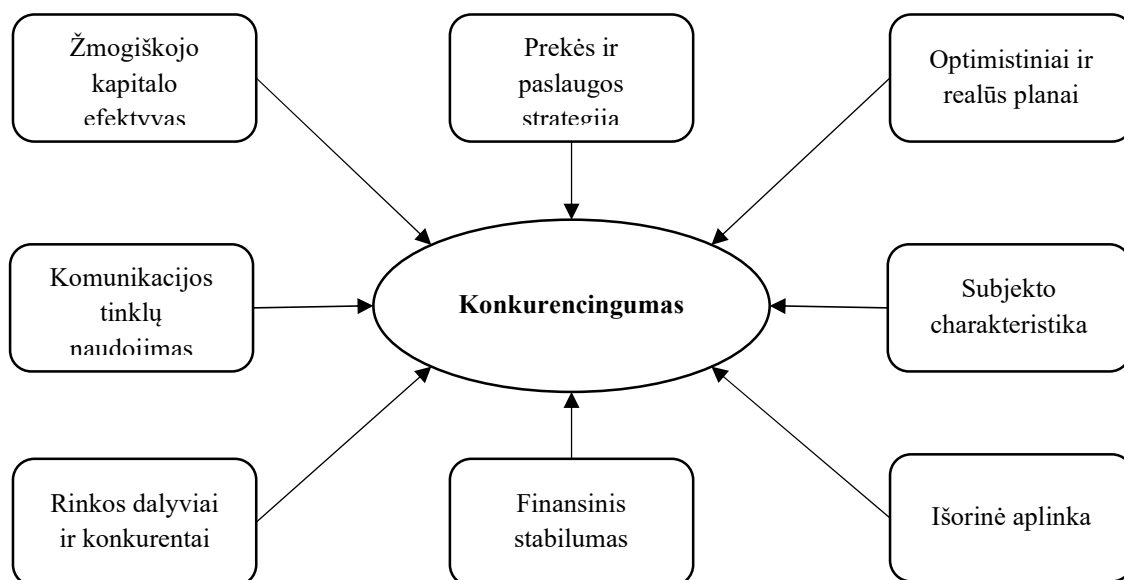 Žmogiškojo
kapitalo
efektyvas
Prekės ir
paslaugos
strategija
Optimistiniai ir
realūs planai
Komunikacijos
tinklų
naudojimas
Konkurencingumas
Subjekto
charakteristika
Rinkos dalyviai
ir konkurentai
Finansinis
stabilumas
Išorinė aplinka